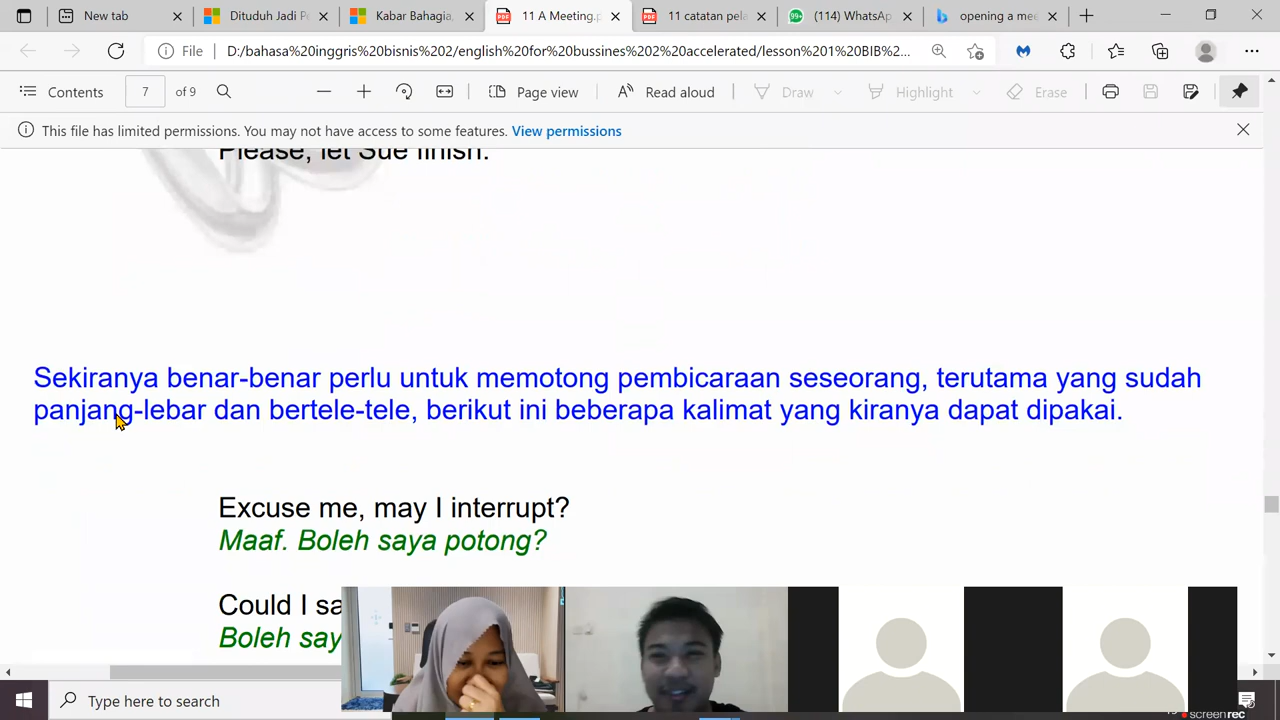 New tab
Dituduh Jadi P
Kabar Bahagia,
11 A Meeting.p
11 catatan pela
99+ (114) WhatsAp
opening a mee
File D:/bahasa%20inggris%20bisnis%202/english%20for%20bussines%202%20accelerated/lesson%201%20BIB%2...
Contents 7 of 9 Page view Read aloud Draw Highlight Erase
This file has limited permissions. You may not have access to some features. View permissions
Please, let Sue finish.
Sekiranya benar-benar perlu untuk memotong pembicaraan seseorang, terutama yang sudah
panjang-lebar dan bertele-tele, berikut ini beberapa kalimat yang kiranya dapat dipakai.
Excuse me, may I interrupt?
Maaf. Boleh saya potong?
Could I sa
Boleh say
Type here to search
screenrec